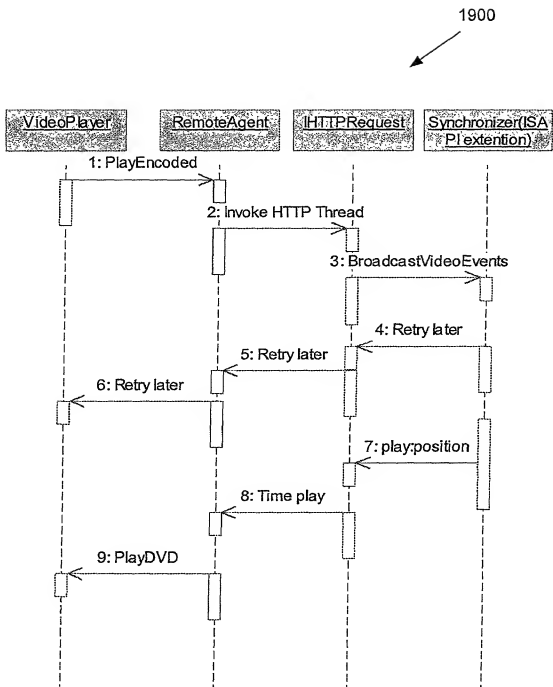 1900
VideoPlayer
RemoteAgent
IHTTPRequest
Synchronizer(ISA
PI extention)
1: PlayEncoded
2: Invoke HTTP Thread
3: BroadcastVideoEvents
4: Retry later
5: Retry later
6: Retry later
7: play:position
8: Time play
9: PlayDVD